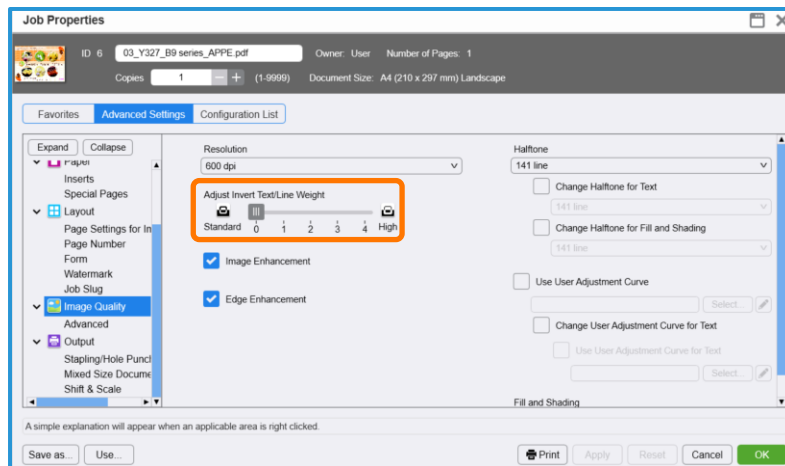 Job Properties
ID 6 03_Y327_B9 series_APPE.pdf Owner: User Number of Pages: 1
Copies 1 − + (1-9999) Document Size: A4 (210 x 297 mm) Landscape
Favorites Advanced Settings Configuration List
Expand Collapse
Paper
Inserts
Special Pages
Layout
Page Settings for In
Page Number
Form
Watermark
Job Slug
Image Quality
Advanced
Output
Stapling/Hole Punch
Mixed Size Docume
Shift & Scale
Resolution
600 dpi
Adjust Invert Text/Line Weight
Standard 0 1 2 3 4 High
Image Enhancement
Edge Enhancement
Halftone
141 line
Change Halftone for Text
141 line
Change Halftone for Fill and Shading
141 line
Use User Adjustment Curve
Select...
Change User Adjustment Curve for Text
Use User Adjustment Curve for Text
Select...
Fill and Shading
A simple explanation will appear when an applicable area is right clicked.
Save as... Use... Print Apply Reset Cancel OK